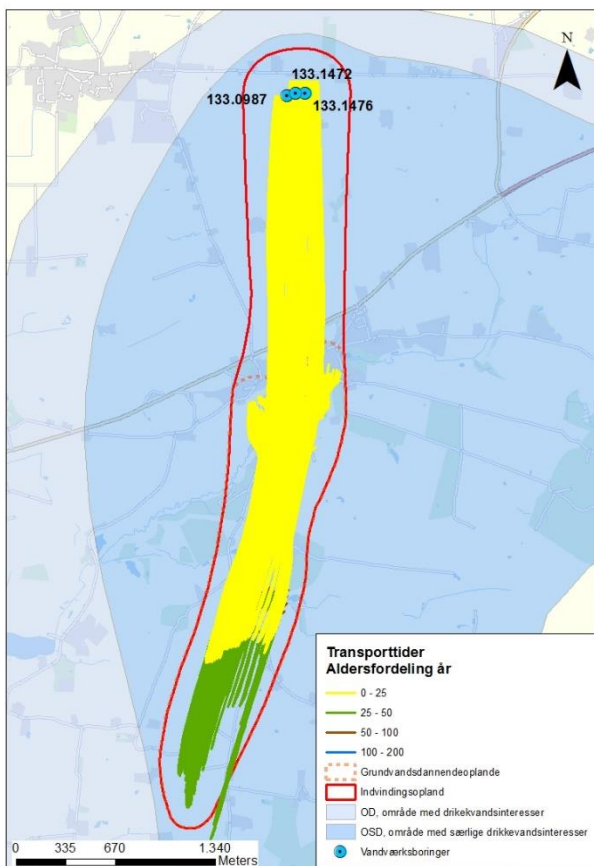 N
133.1472
133.0987
133.1476
Transporttider
Aldersfordeling år
0 - 25
25 - 50
50 - 100
100 - 200
Grundvandsdannendeoplande
Indvindingsopland
OD, område med drikekvandsinteresser
OSD, område med særlige drikkevandsinteresser
Vandværksboringer
0 335 670 1.340
Meters